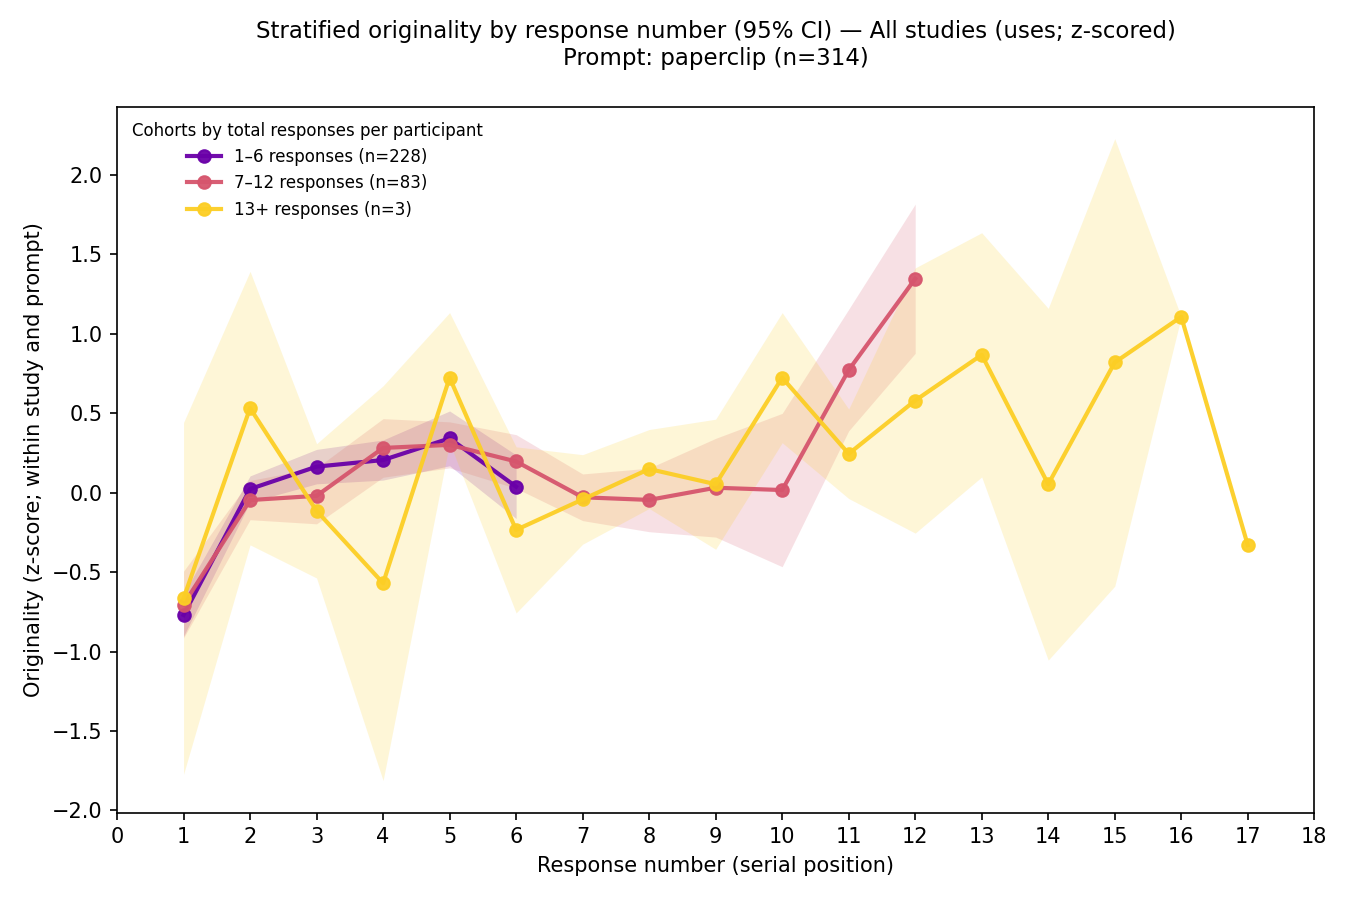 Stratified originality by response number (95% CI) — All studies (uses; z-scored)
Prompt: paperclip (n=314)
Cohorts by total responses per participant
1–6 responses (n=228)
7–12 responses (n=83)
13+ responses (n=3)
Originality (z-score; within study and prompt)
2.0
1.5
1.0
0.5
0.0
−0.5
−1.0
−1.5
−2.0
0 1 2 3 4 5 6 7 8 9 10 11 12 13 14 15 16 17 18
Response number (serial position)